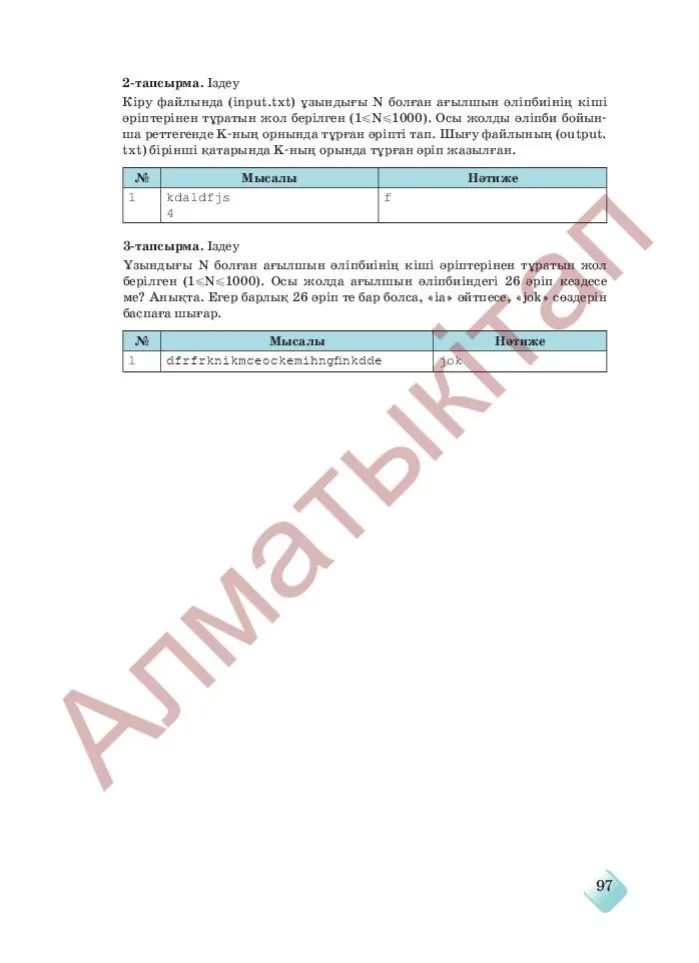 2-тапсырма. Іздеу
Кіру файлында (input.txt) ұзындығы N болған ағылшын әліпбиінің кіші
әріптерінен тұратын жол берілген (1⩽N⩽1000). Осы жолды әліпби бойын-
ша реттегенде K-ның орнында тұрған әріпті тап. Шығу файлының (output.
txt) бірінші қатарында K-ның орында тұрған әріп жазылған.
№ Мысалы Нәтиже
1 kdaldfjs f
4
3-тапсырма. Іздеу
Ұзындығы N болған ағылшын әліпбиінің кіші әріптерінен тұратын жол
берілген (1⩽N⩽1000). Осы жолда ағылшын әліпбиіндегі 26 әріп кездесе
ме? Анықта. Егер барлық 26 әріп те бар болса, «ia» әйтпесе, «jok» сөздерін
баспаға шығар.
№ Мысалы Нәтиже
1 dfrfrknikmceockemihngfinkdde jok
Алматыкітап
97